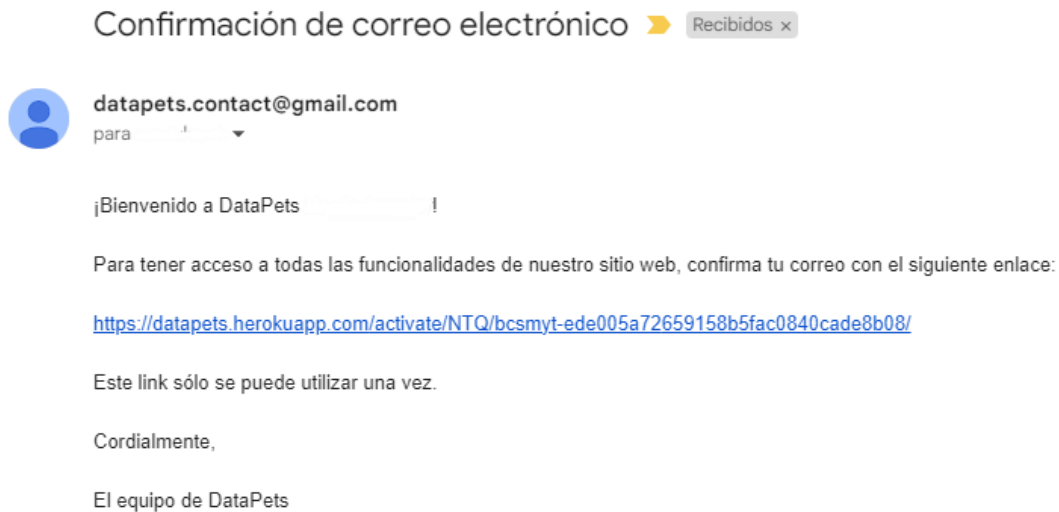 Confirmación de correo electrónico Recibidos x
datapets.contact@gmail.com
para
¡Bienvenido a DataPets !
Para tener acceso a todas las funcionalidades de nuestro sitio web, confirma tu correo con el siguiente enlace:
https://datapets.herokuapp.com/activate/NTQ/bcsmyt-ede005a72659158b5fac0840cade8b08/
Este link sólo se puede utilizar una vez.
Cordialmente,
El equipo de DataPets